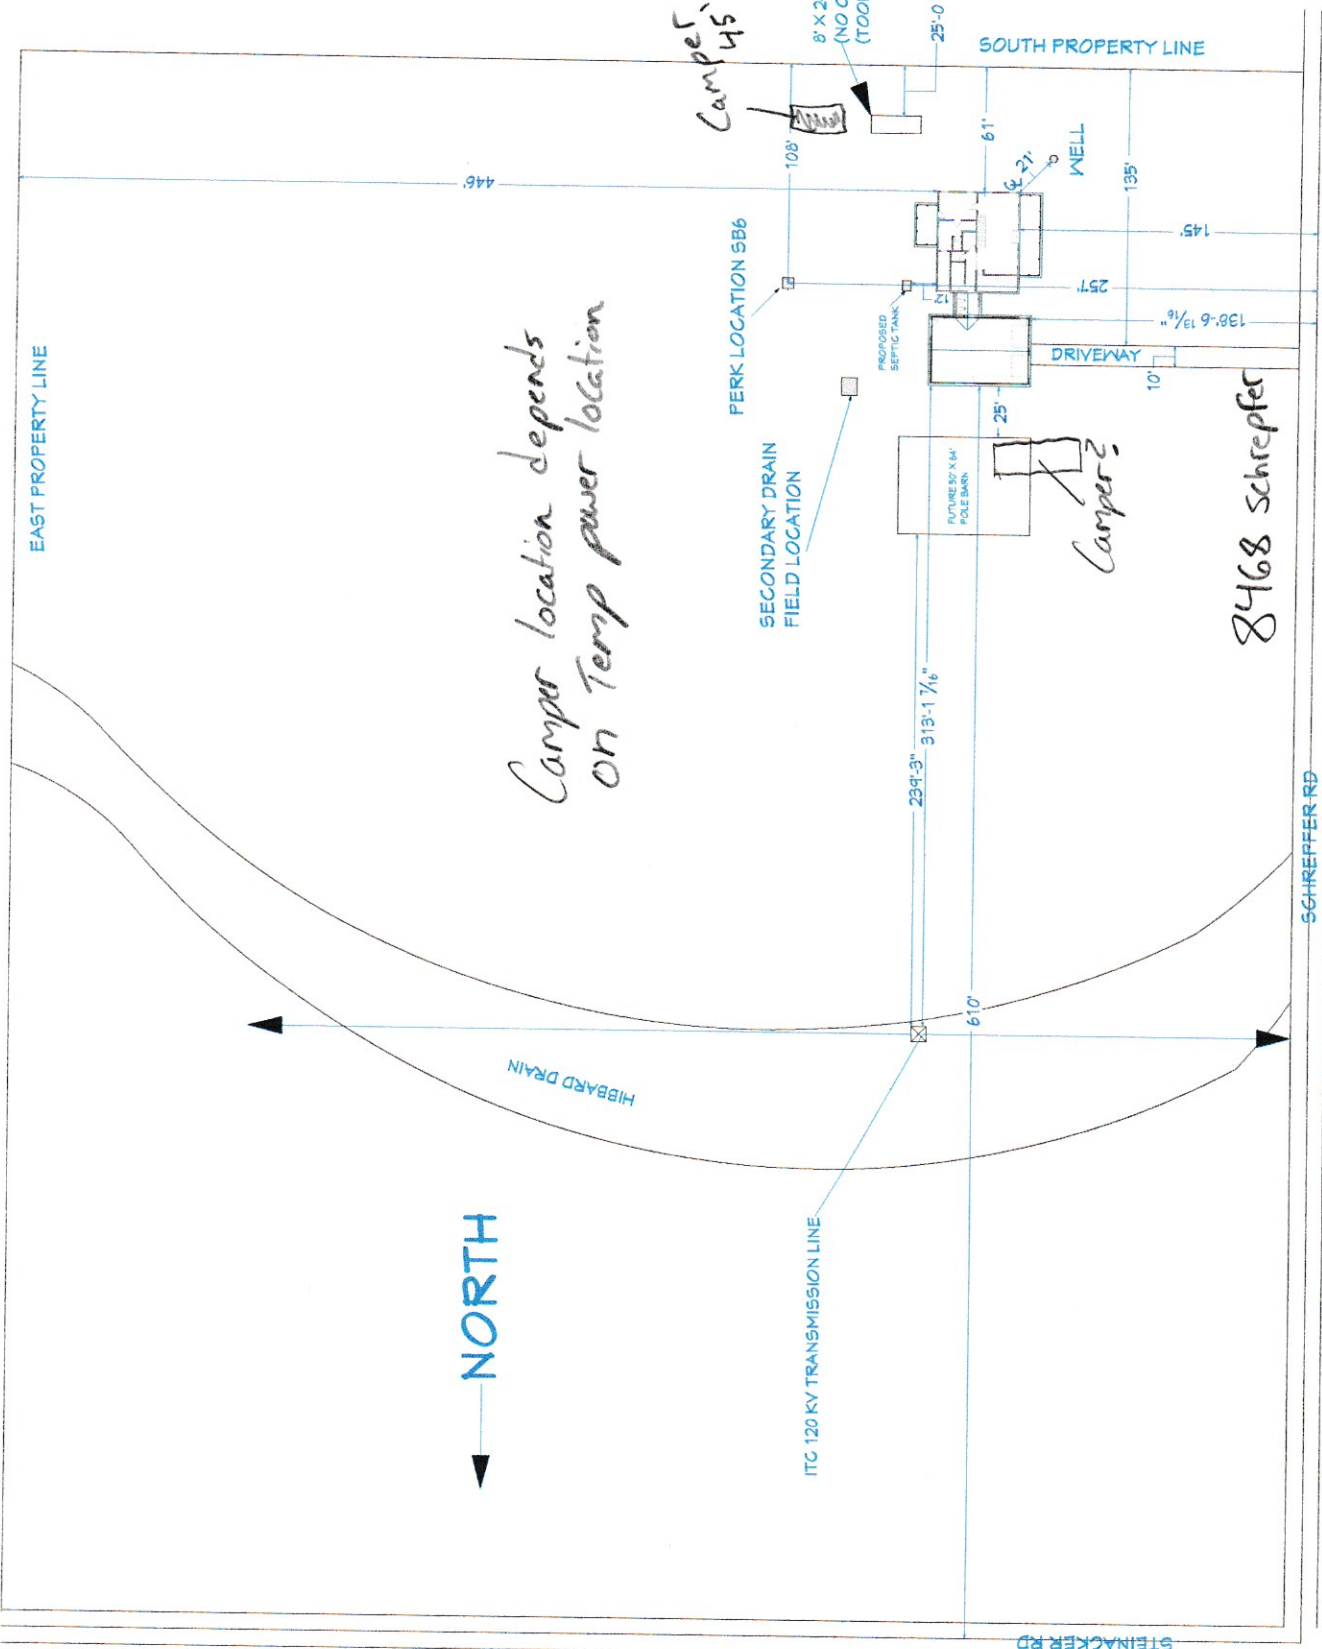 EAST PROPERTY LINE
SOUTH PROPERTY LINE
Camper
45'
8' X 2
(NO
(TOO
25'-0
446'
108'
61'
℄ 27'
WELL
135'
145'
257'
138'-6 13/16"
DRIVEWAY
10'
12'
25'
PERK LOCATION SB6
PROPOSED
SEPTIC TANK
SECONDARY DRAIN
FIELD LOCATION
FUTURE 50' X 64'
POLE BARN
Camper?
Camper location depends
on Temp power location
8468 Schrepfer
239'-3"
313'-1 7/16"
610'
HIBBARD DRAIN
NORTH
ITC 120 KV TRANSMISSION LINE
SCHREPFER RD
STEINACKER RD